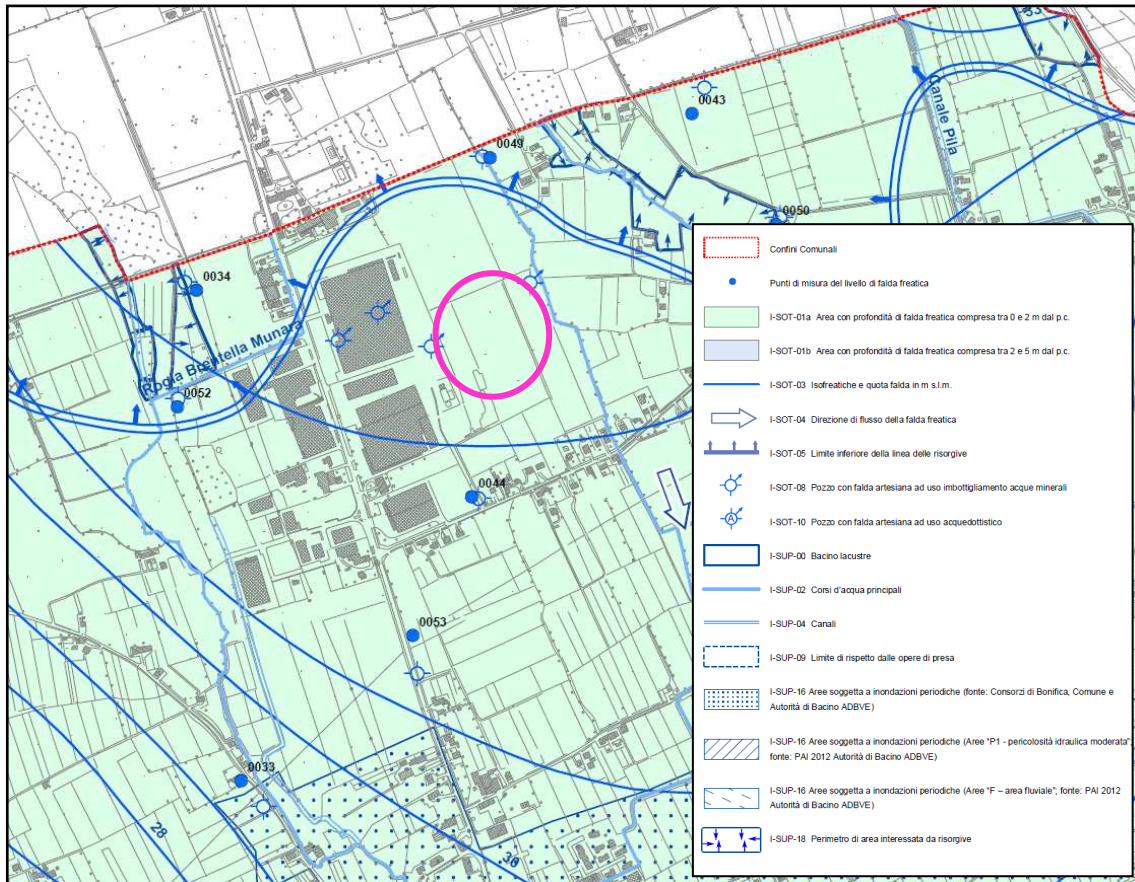 33
0043
0049
Canale Pila
0050
0034
Rogia Brentella Munara
0052
0044
0053
0033
28
30
Confini Comunali
Punti di misura del livello di falda freatica
I-SOT-01a Area con profondità di falda freatica compresa tra 0 e 2 m dal p.c.
I-SOT-01b Area con profondità di falda freatica compresa tra 2 e 5 m dal p.c.
I-SOT-03 Isofreatiche e quota falda in m s.l.m.
I-SOT-04 Direzione di flusso della falda freatica
I-SOT-05 Limite inferiore della linea delle risorgive
I-SOT-08 Pozzo con falda artesiana ad uso imbottigliamento acque minerali
A
I-SOT-10 Pozzo con falda artesiana ad uso acquedottistico
I-SUP-00 Bacino lacustre
I-SUP-02 Corsi d'acqua principali
I-SUP-04 Canali
I-SUP-09 Limite di rispetto dalle opere di presa
I-SUP-16 Aree soggetta a inondazioni periodiche (fonte: Consorzi di Bonifica, Comune e
Autorità di Bacino ADBVE)
I-SUP-16 Aree soggetta a inondazioni periodiche (Aree "P1 - pericolosità idraulica moderata";
fonte: PAI 2012 Autorità di Bacino ADBVE)
I-SUP-16 Aree soggetta a inondazioni periodiche (Aree "F – area fluviale"; fonte: PAI 2012
Autorità di Bacino ADBVE)
I-SUP-18 Perimetro di area interessata da risorgive